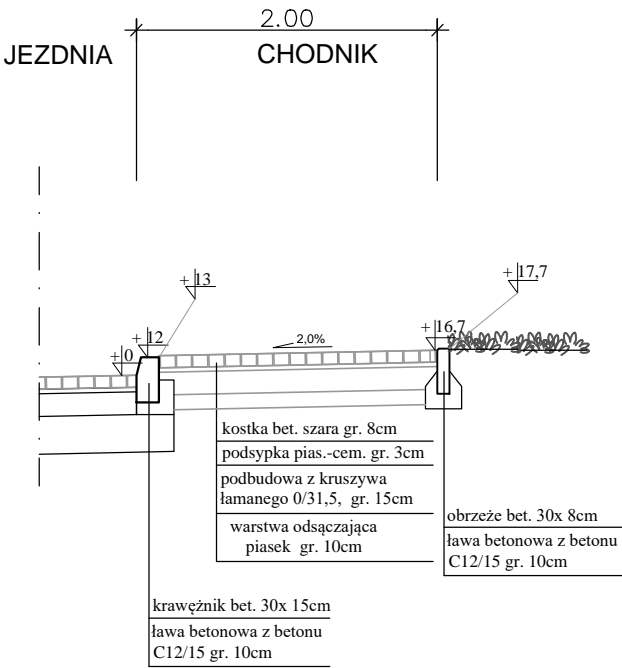 2.00
JEZDNIA
CHODNIK
+13
+17,7
+12
+16,7
+0
2,0%
kostka bet. szara gr. 8cm
podsypka pias.-cem. gr. 3cm
podbudowa z kruszywa
łamanego 0/31,5, gr. 15cm
warstwa odsączająca
piasek gr. 10cm
obrzeże bet. 30x 8cm
ława betonowa z betonu
C12/15 gr. 10cm
krawężnik bet. 30x 15cm
ława betonowa z betonu
C12/15 gr. 10cm